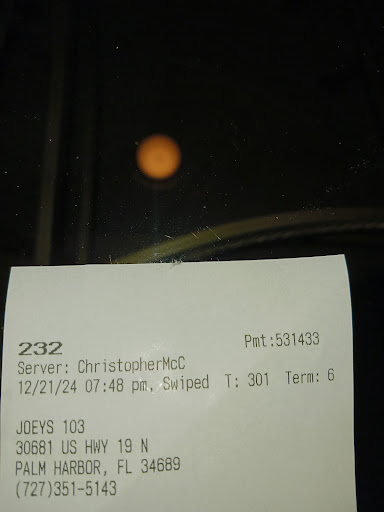 232 Pmt:531433
Server: ChristopherMcC
12/21/24 07:48 pm, Swiped T: 301 Term: 6
JOEYS 103
30681 US HWY 19 N
PALM HARBOR, FL 34689
(727)351-5143